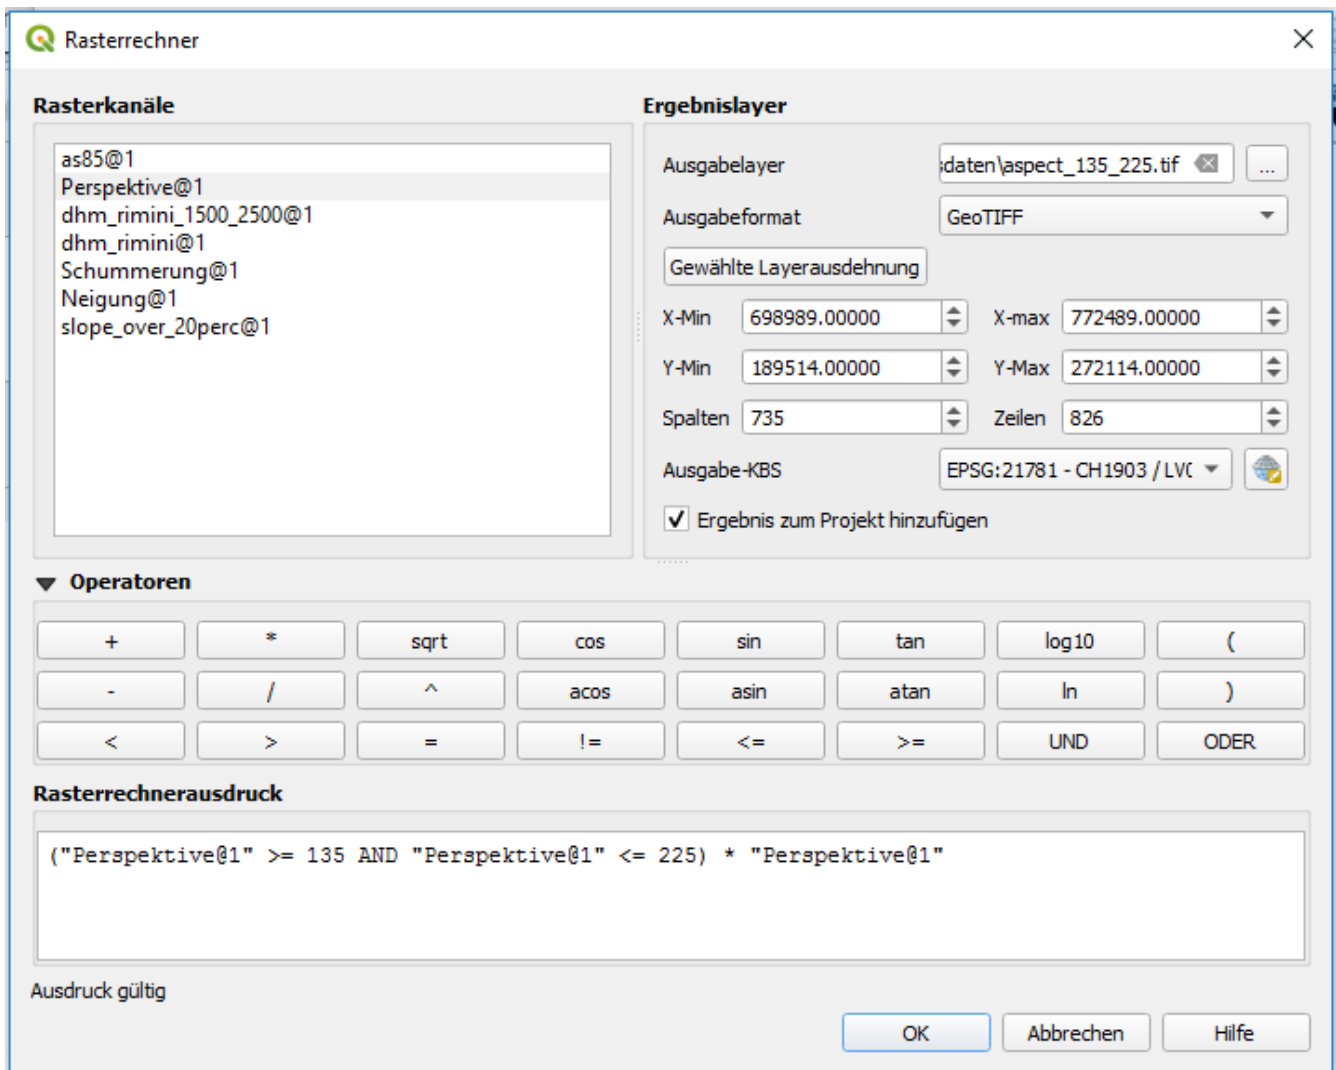 Rasterrechner
Rasterkanäle
as85@1
Perspektive@1
dhm_rimini_1500_2500@1
dhm_rimini@1
Schummerung@1
Neigung@1
slope_over_20perc@1
Ergebnislayer
Ausgabelayer sdaten\aspect_135_225.tif ...
Ausgabeformat GeoTIFF
Gewählte Layerausdehnung
X-Min 698989.00000 X-max 772489.00000
Y-Min 189514.00000 Y-Max 272114.00000
Spalten 735 Zeilen 826
Ausgabe-KBS EPSG:21781 - CH1903 / LV0
Ergebnis zum Projekt hinzufügen
Operatoren
+ * sqrt cos sin tan log10 (
- / ^ acos asin atan ln )
< > = != <= >= UND ODER
Rasterrechnerausdruck
("Perspektive@1" >= 135 AND "Perspektive@1" <= 225) * "Perspektive@1"
Ausdruck gültig
OK Abbrechen Hilfe